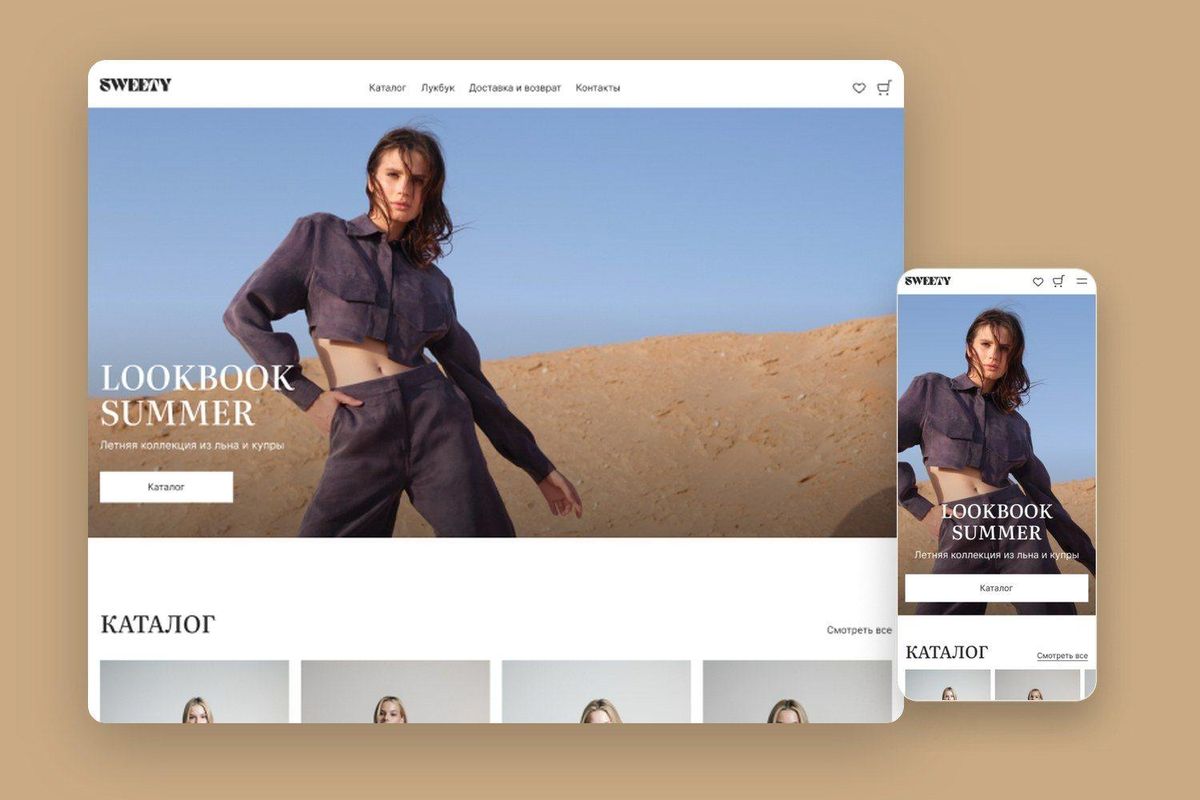 SWEETY
Каталог Лукбук Доставка и возврат Контакты
LOOKBOOK
SUMMER
Летняя коллекция из льна и купры
Каталог
КАТАЛОГ
Смотреть все
SWEETY
LOOKBOOK
SUMMER
Летняя коллекция из льна и купры
Каталог
КАТАЛОГ
Смотреть все